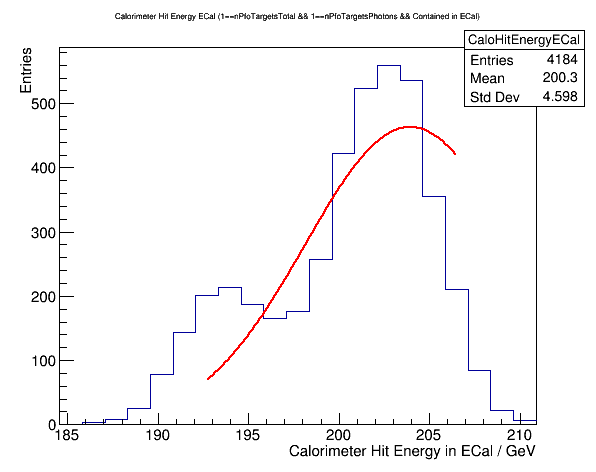 Calorimeter Hit Energy ECal (1==nPfoTargetsTotal && 1==nPfoTargetsPhotons && Contained in ECal)
CaloHitEnergyECal
Entries 4184
Mean 200.3
Std Dev 4.598
Entries
500
400
300
200
100
0
185 190 195 200 205 210
Calorimeter Hit Energy in ECal / GeV